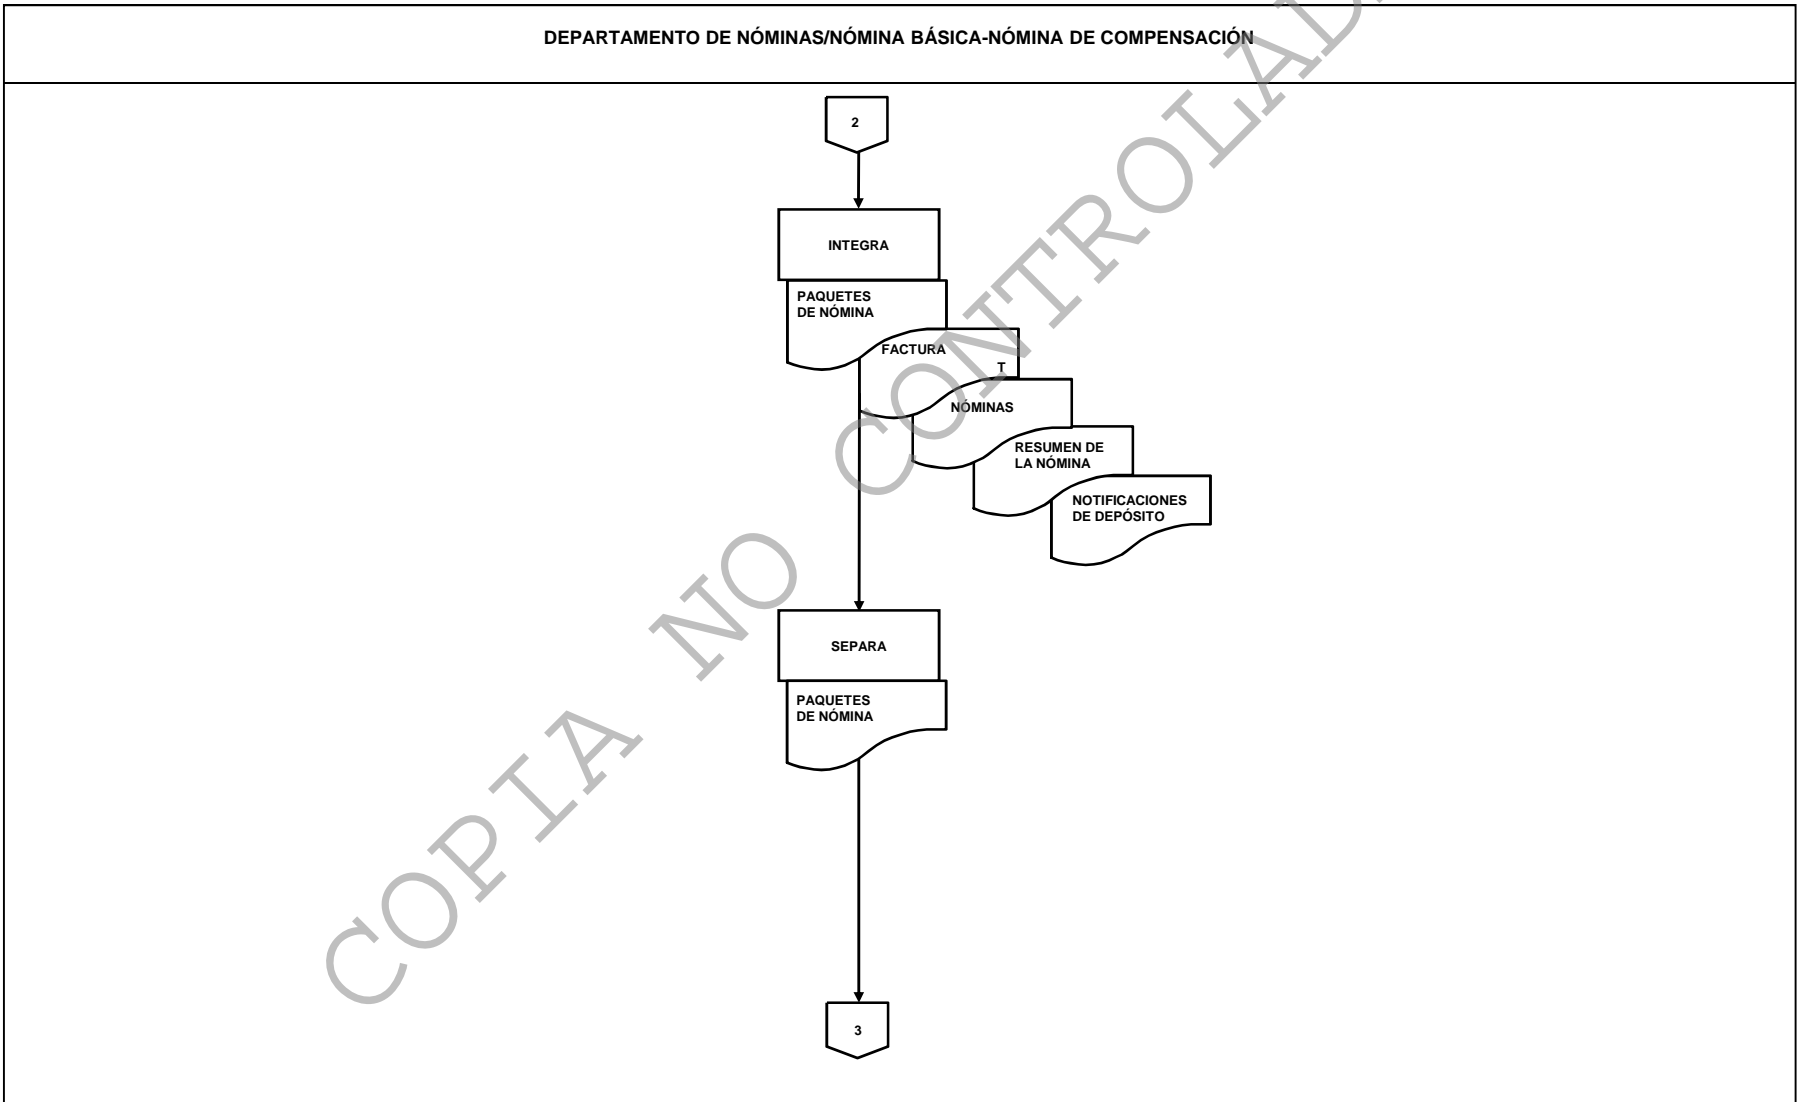 DEPARTAMENTO DE NÓMINAS/NÓMINA BÁSICA-NÓMINA DE COMPENSACIÓN
2
INTEGRA
PAQUETES
DE NÓMINA
FACTURA
T
NÓMINAS
RESUMEN DE
LA NÓMINA
NOTIFICACIONES
DE DEPÓSITO
SEPARA
PAQUETES
DE NÓMINA
3
COPIA NO CONTROLAD